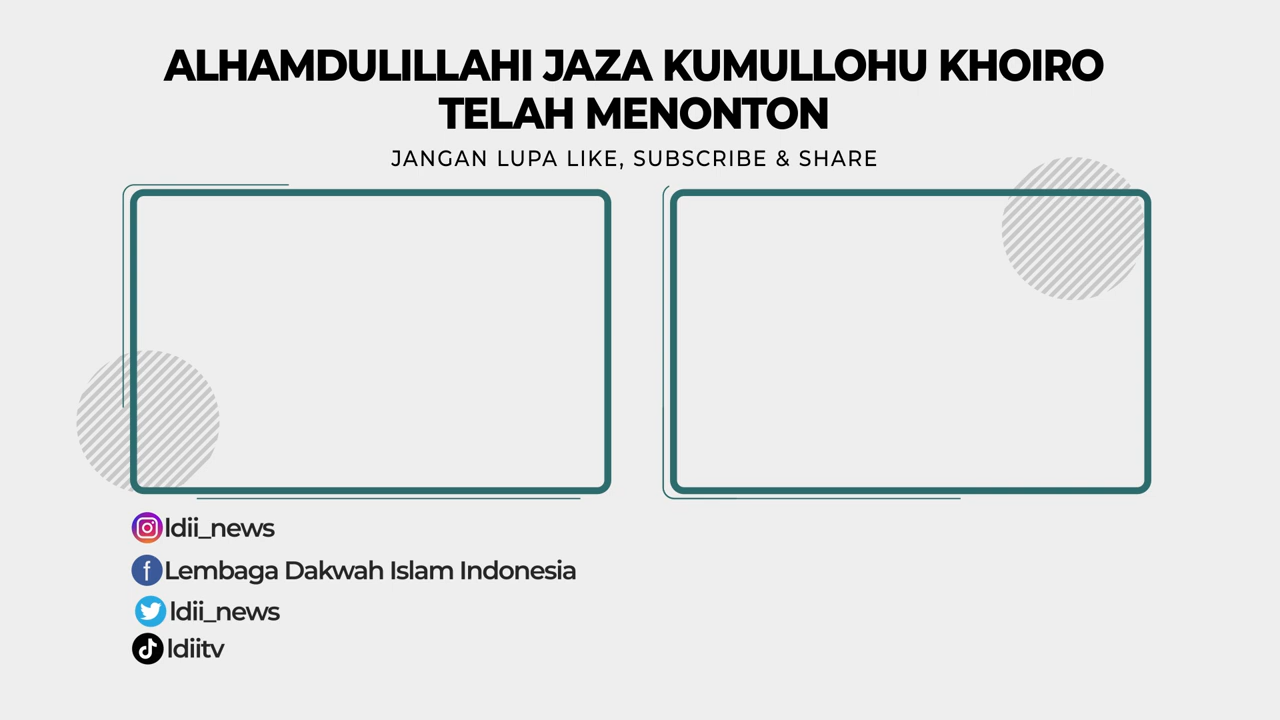 ALHAMDULILLAHI JAZA KUMULLOHU KHOIRO
TELAH MENONTON
JANGAN LUPA LIKE, SUBSCRIBE & SHARE
ldii_news
Lembaga Dakwah Islam Indonesia
ldii_news
ldiitv